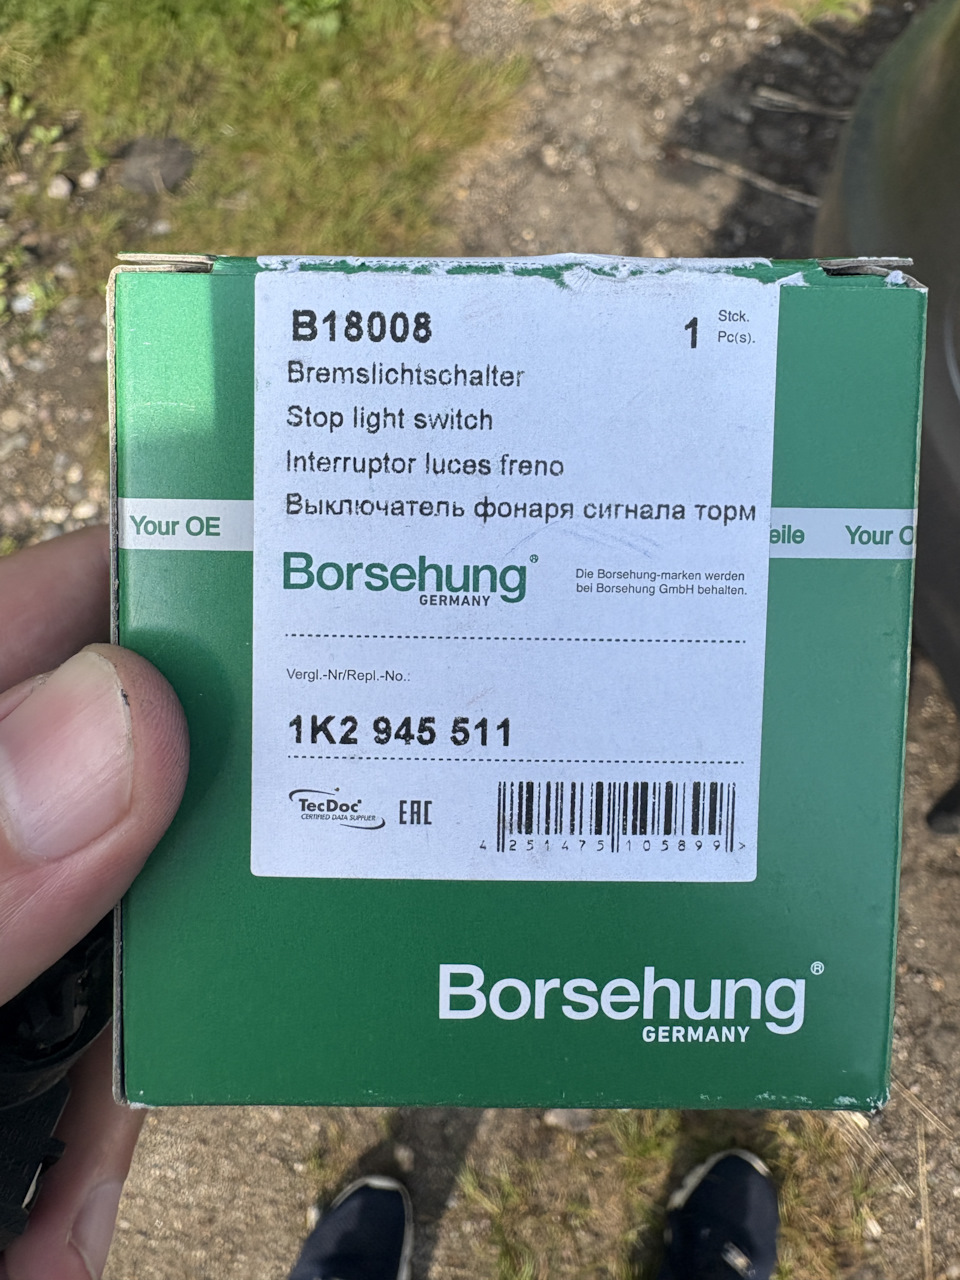 B18008
1 Stck.
Pc(s).
Bremslichtschalter
Stop light switch
Interruptor luces freno
Выключатель фонаря сигнала торм
Your OE
eile Your O
Borsehung®
GERMANY
Die Borsehung-marken werden
bei Borsehung GmbH behalten.
Vergl.-Nr/Repl.-No.:
1K2 945 511
TecDoc®
CERTIFIED DATA SUPPLIER
EAC
4 251475 105899 >
Borsehung®
GERMANY